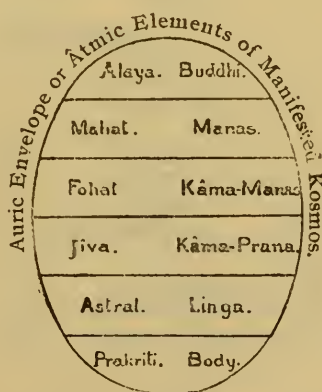 Auric Envelope or Âtmic Elements of Manifested Kosmos.
Alaya. Buddhi.
Mahat. Manas.
Fohat Kâma-Manas
Jîva. Kâma-Prana.
Astral. Linga.
Prakriti. Body.